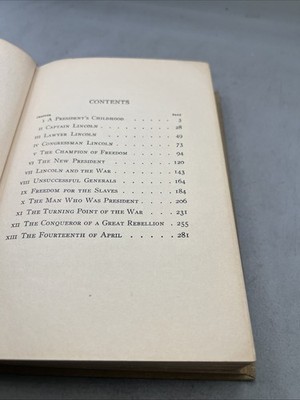 CONTENTS
CHAPTER PAGE
I A PRESIDENT'S CHILDHOOD . . . . . . . 3
II CAPTAIN LINCOLN . . . . . . . . . 28
III LAWYER LINCOLN . . . . . . . . . 49
IV CONGRESSMAN LINCOLN . . . . . . . 73
V THE CHAMPION OF FREEDOM . . . . . . 94
VI THE NEW PRESIDENT . . . . . . . 120
VII LINCOLN AND THE WAR . . . . . . . 143
VIII UNSUCCESSFUL GENERALS . . . . . . 164
IX FREEDOM FOR THE SLAVES . . . . . . 184
X THE MAN WHO WAS PRESIDENT . . . . . 206
XI THE TURNING POINT OF THE WAR . . . . 231
XII THE CONQUEROR OF A GREAT REBELLION . 255
XIII THE FOURTEENTH OF APRIL . . . . . 281